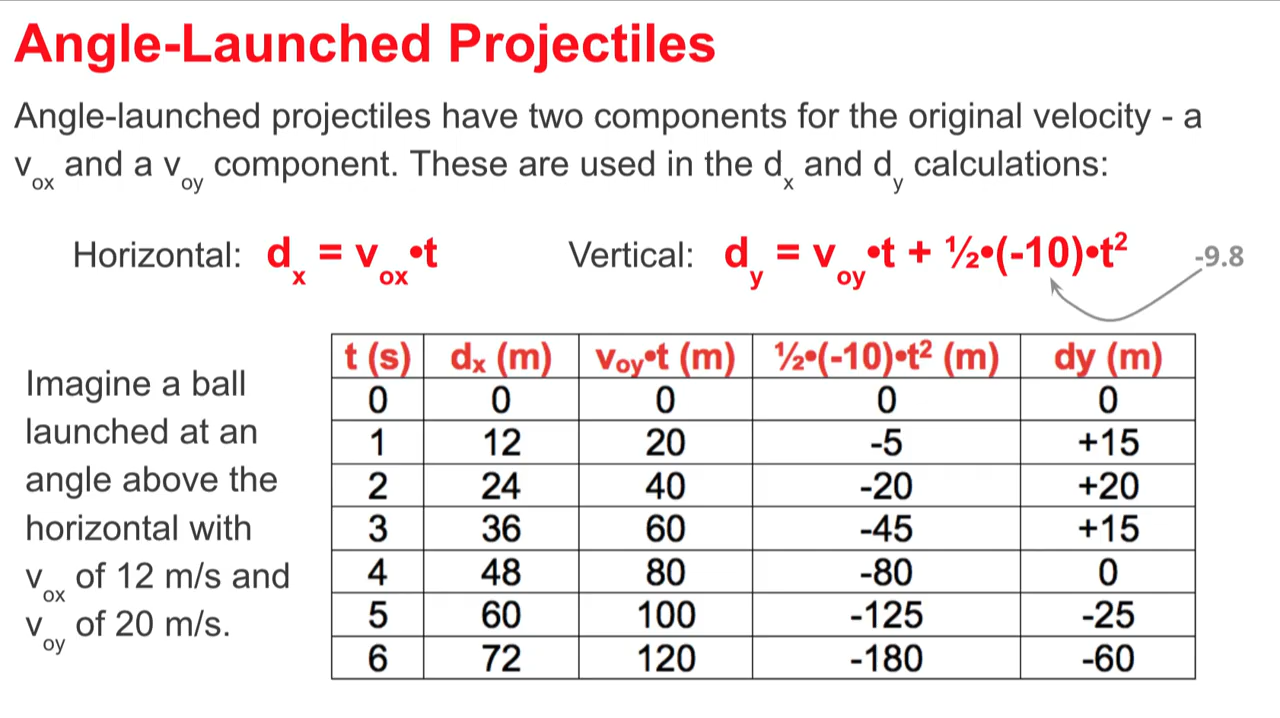 Angle-Launched Projectiles
Angle-launched projectiles have two components for the original velocity - a
vox and a voy component. These are used in the dx and dy calculations:
Horizontal: dx = vox•t Vertical: dy = voy•t + ½•(-10)•t² -9.8
Imagine a ball
launched at an
angle above the
horizontal with
vox of 12 m/s and
voy of 20 m/s.
t (s) dx (m) voy•t (m) ½•(-10)•t² (m) dy (m)
0 0 0 0 0
1 12 20 -5 +15
2 24 40 -20 +20
3 36 60 -45 +15
4 48 80 -80 0
5 60 100 -125 -25
6 72 120 -180 -60